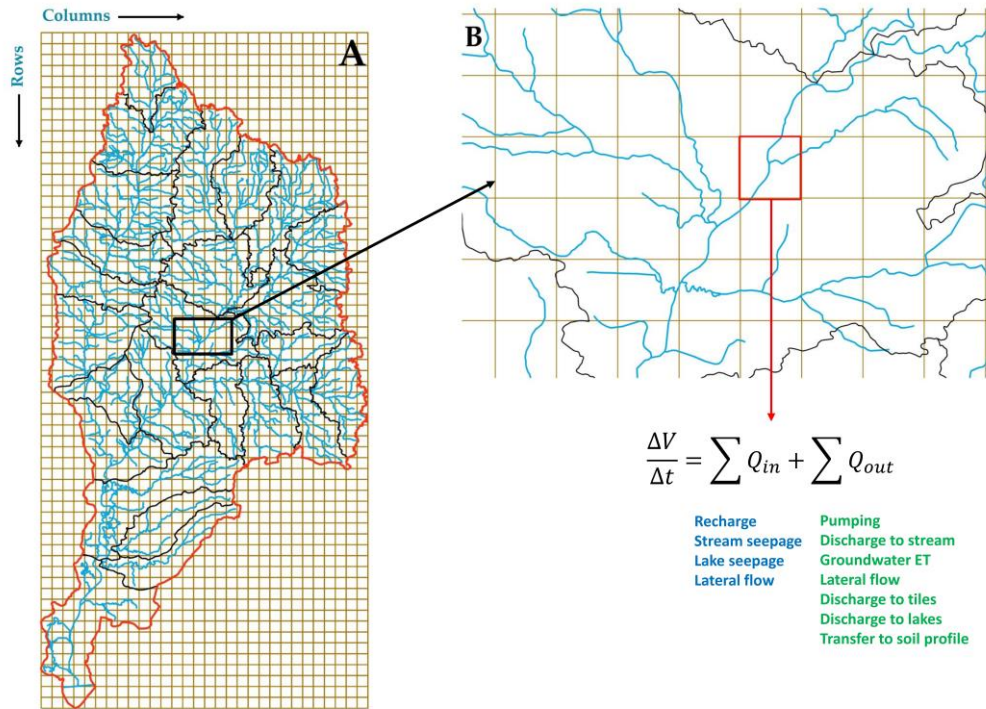 Columns
Rows
A
B
ΔV/Δt = ∑ Q_in + ∑ Q_out
Recharge
Stream seepage
Lake seepage
Lateral flow
Pumping
Discharge to stream
Groundwater ET
Lateral flow
Discharge to tiles
Discharge to lakes
Transfer to soil profile